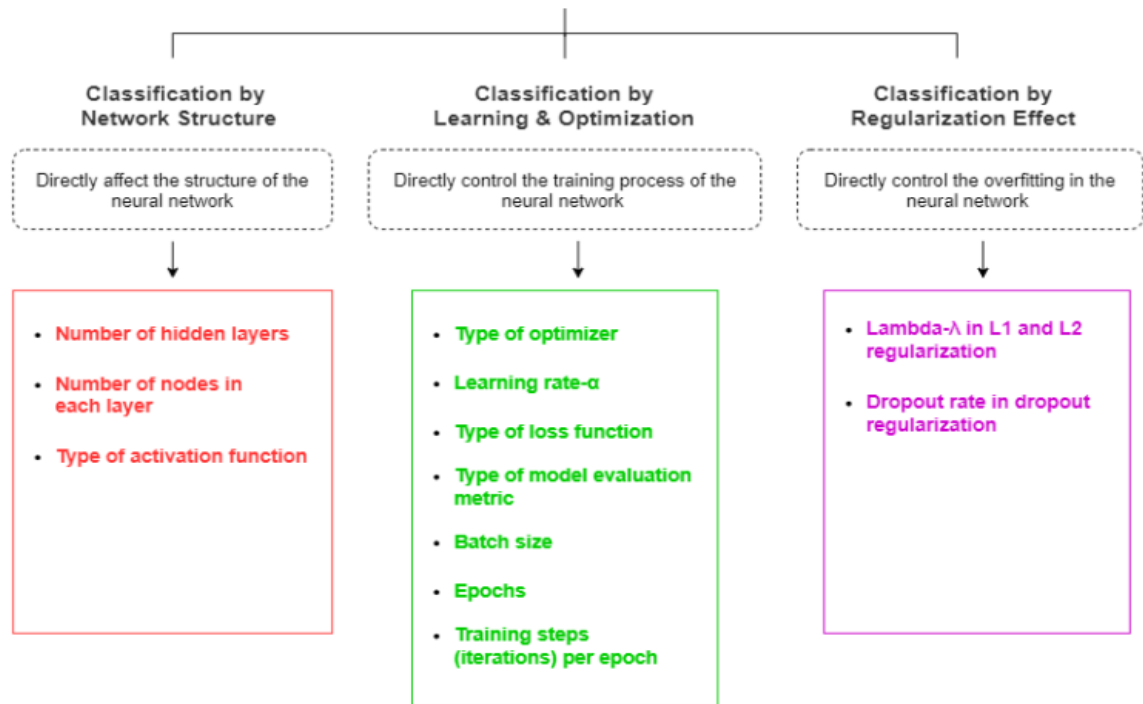 Classification by
Network Structure
Directly affect the structure of the
neural network
Number of hidden layers
Number of nodes in
each layer
Type of activation function
Classification by
Learning & Optimization
Directly control the training process of the
neural network
Type of optimizer
Learning rate-α
Type of loss function
Type of model evaluation
metric
Batch size
Epochs
Training steps
(iterations) per epoch
Classification by
Regularization Effect
Directly control the overfitting in the
neural network
Lambda-λ in L1 and L2
regularization
Dropout rate in dropout
regularization